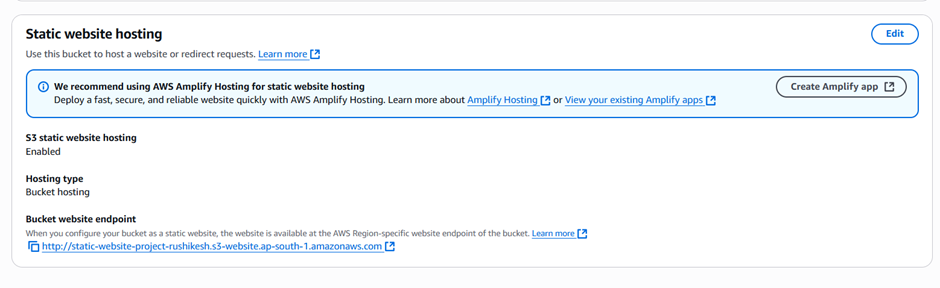 Static website hosting
Edit
Use this bucket to host a website or redirect requests. Learn more
We recommend using AWS Amplify Hosting for static website hosting
Deploy a fast, secure, and reliable website quickly with AWS Amplify Hosting. Learn more about Amplify Hosting or View your existing Amplify apps
Create Amplify app
S3 static website hosting
Enabled
Hosting type
Bucket hosting
Bucket website endpoint
When you configure your bucket as a static website, the website is available at the AWS Region-specific website endpoint of the bucket. Learn more
http://static-website-project-rushikesh.s3-website.ap-south-1.amazonaws.com